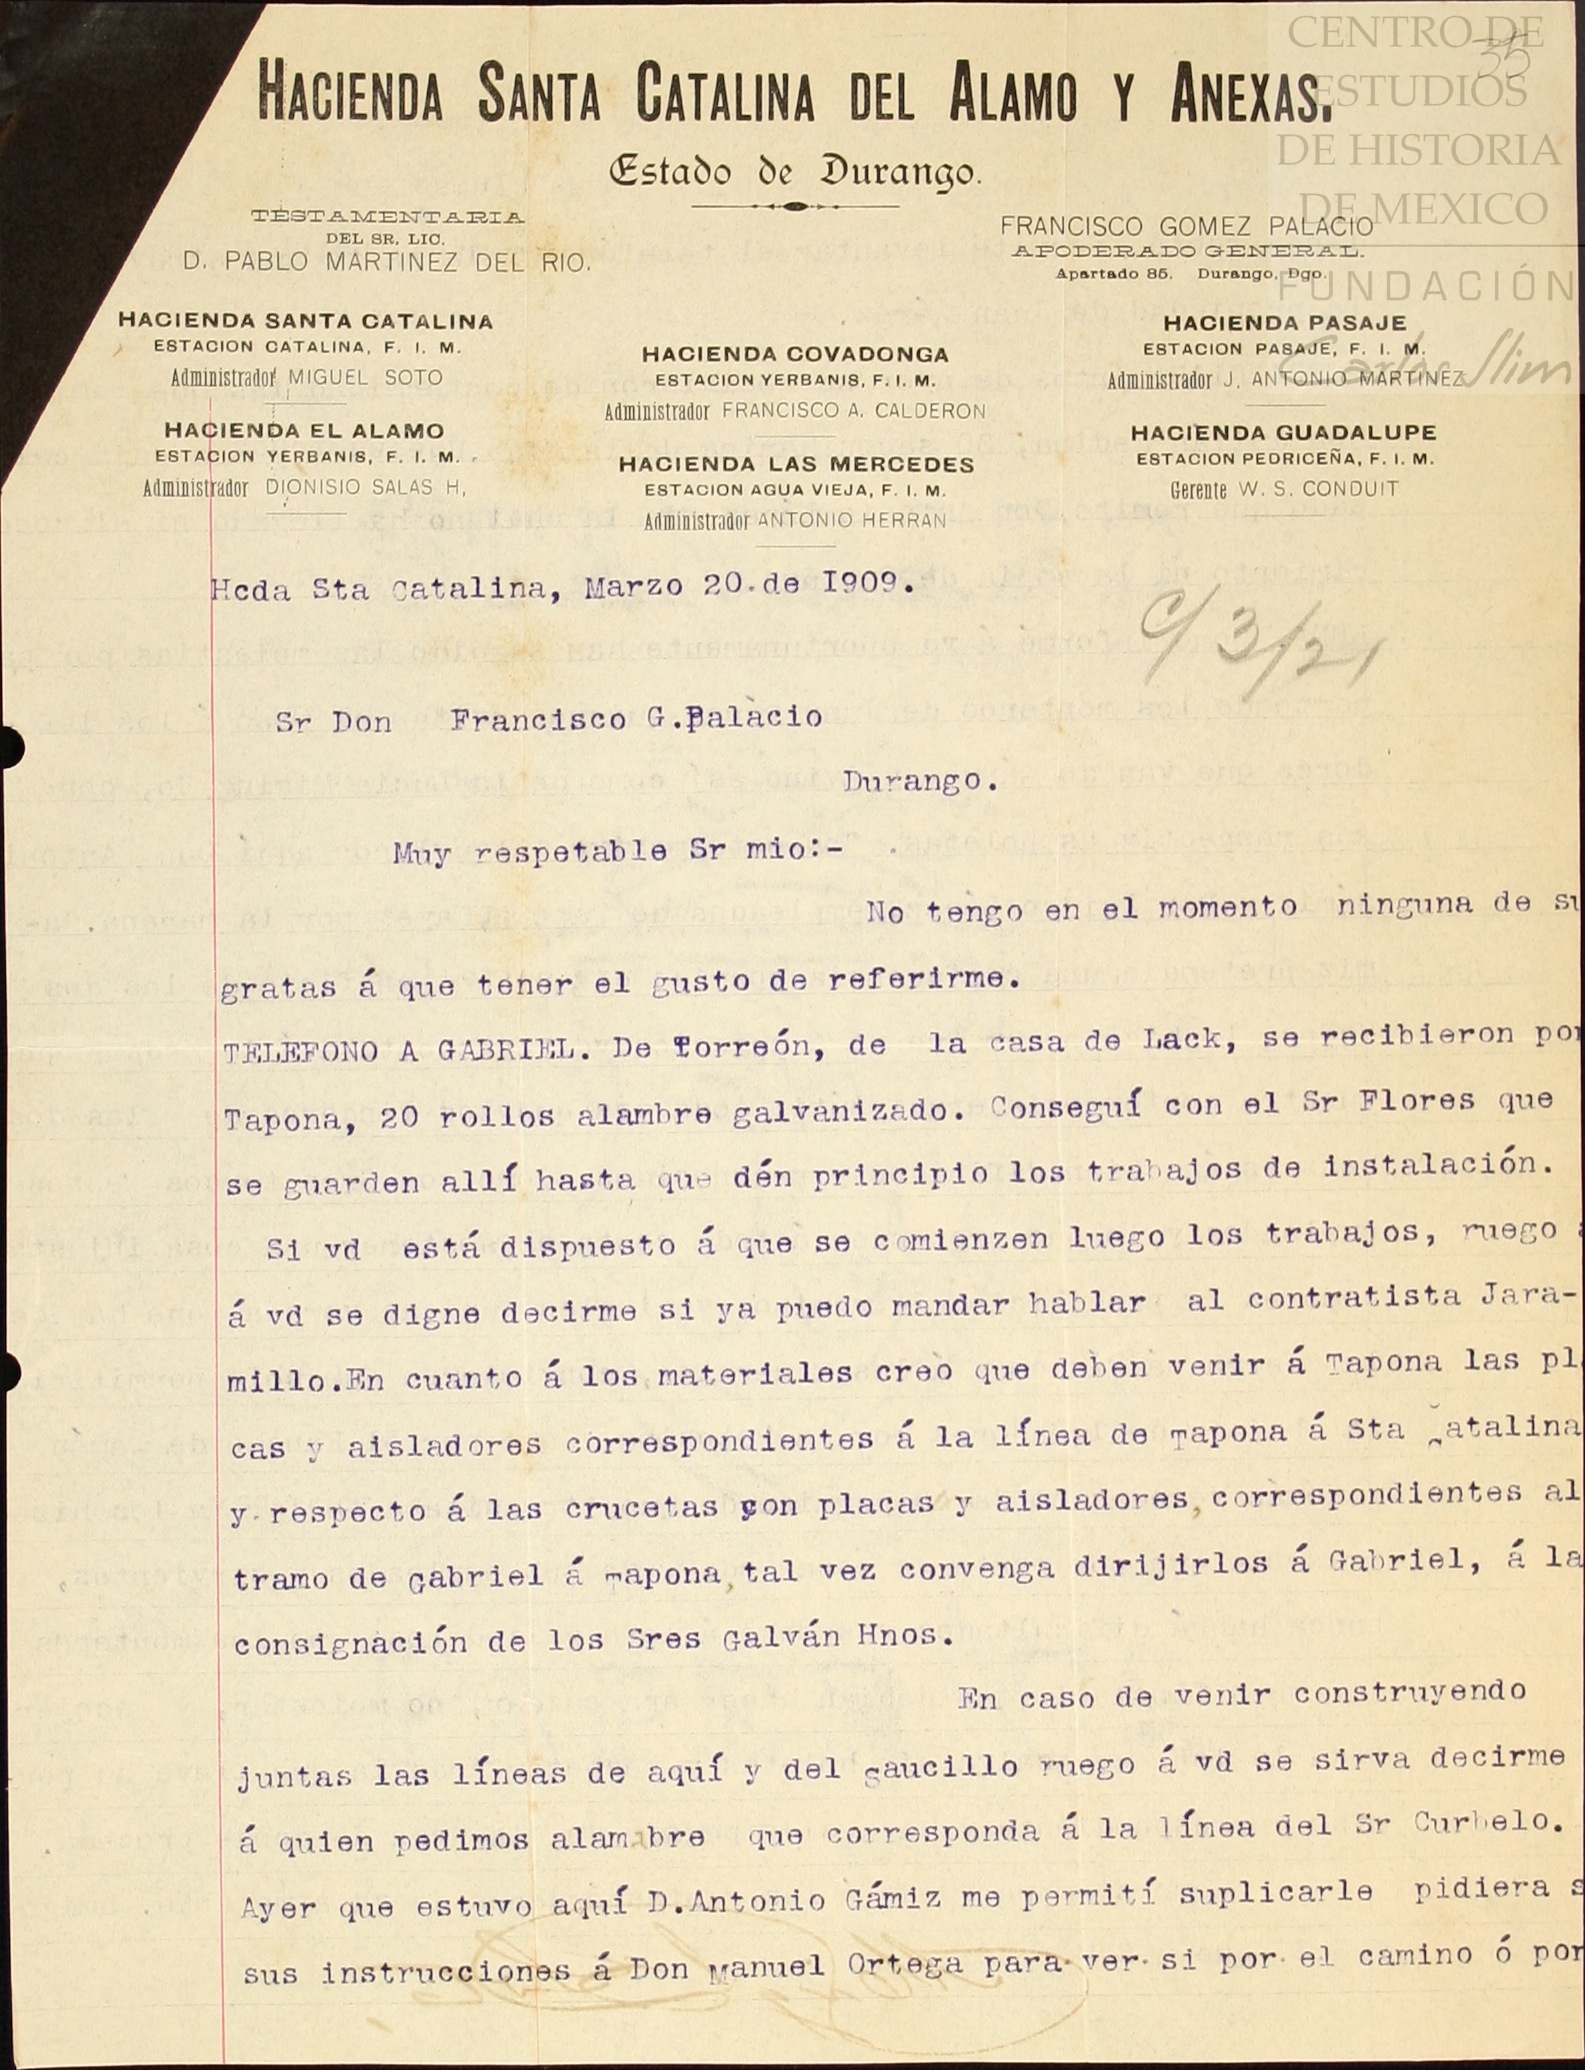 CENTRO DE
ESTUDIOS
DE HISTORIA
DE MEXICO
FUNDACIÓN
Carlos Slim
35
HACIENDA SANTA CATALINA DEL ALAMO Y ANEXAS.
Estado de Durango.
TESTAMENTARIA
DEL SR. LIC.
D. PABLO MARTINEZ DEL RIO.
FRANCISCO GOMEZ PALACIO
APODERADO GENERAL.
Apartado 85. Durango, Dgo.
HACIENDA SANTA CATALINA
ESTACION CATALINA, F. I. M.
Administrador MIGUEL SOTO
HACIENDA EL ALAMO
ESTACION YERBANIS, F. I. M.
Administrador DIONISIO SALAS H,
HACIENDA COVADONGA
ESTACION YERBANIS, F. I. M.
Administrador FRANCISCO A. CALDERON
HACIENDA LAS MERCEDES
ESTACION AGUA VIEJA, F. I. M.
Administrador ANTONIO HERRAN
HACIENDA PASAJE
ESTACION PASAJE, F. I. M.
Administrador J. ANTONIO MARTINEZ
HACIENDA GUADALUPE
ESTACION PEDRICEÑA, F. I. M.
Gerente W. S. CONDUIT
Hcda Sta Catalina, Marzo 20.de I909.
c/ 3/21
Sr Don Francisco G.Palacio
Durango.
Muy respetable Sr mio:-
No tengo en el momento ninguna de su
gratas á que tener el gusto de referirme.
TELEFONO A GABRIEL. De Torreón, de la casa de Lack, se recibieron por
Tapona, 20 rollos alambre galvanizado. Conseguí con el Sr Flores que
se guarden allí hasta que dén principio los trabajos de instalación.
Si vd está dispuesto á que se comienzen luego los trabajos, ruego á
á vd se digne decirme si ya puedo mandar hablar al contratista Jara-
millo.En cuanto á los materiales creo que deben venir á Tapona las pla
cas y aisladores correspondientes á la línea de Tapona á Sta Catalina
y respecto á las crucetas con placas y aisladores, correspondientes al
tramo de Gabriel á Tapona, tal vez convenga dirijirlos á Gabriel, á la
consignación de los Sres Galván Hnos.
En caso de venir construyendo
juntas las líneas de aquí y del Saucillo ruego á vd se sirva decirme
á quien pedimos alambre que corresponda á la línea del Sr Curbelo.
Ayer que estuvo aquí D.Antonio Gámiz me permití suplicarle pidiera s
sus instrucciones á Don Manuel Ortega para ver si por el camino ó por